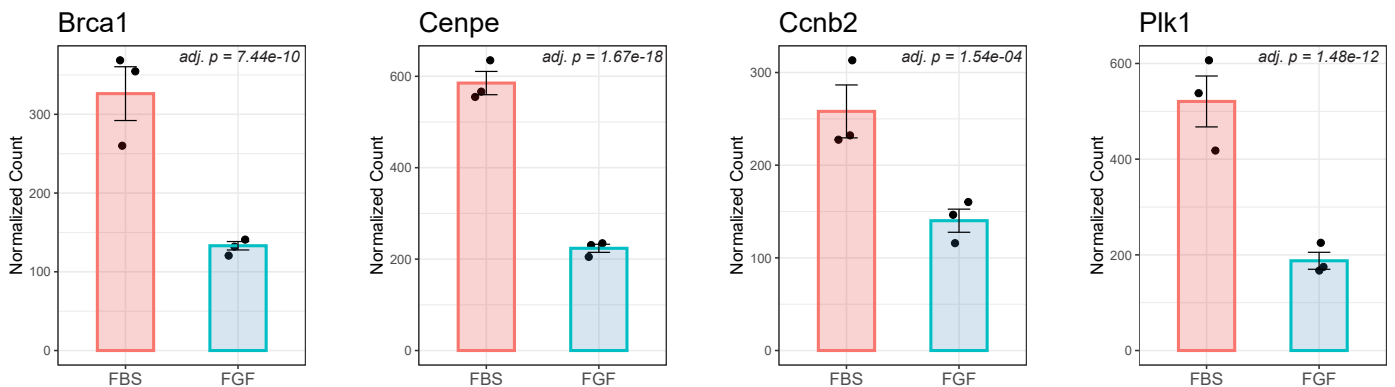 Brca1
adj. p = 7.44e-10
Normalized Count
300
200
100
0
FBS FGF
Cenpe
adj. p = 1.67e-18
Normalized Count
600
400
200
0
FBS FGF
Ccnb2
adj. p = 1.54e-04
Normalized Count
300
200
100
0
FBS FGF
Plk1
adj. p = 1.48e-12
Normalized Count
600
400
200
0
FBS FGF